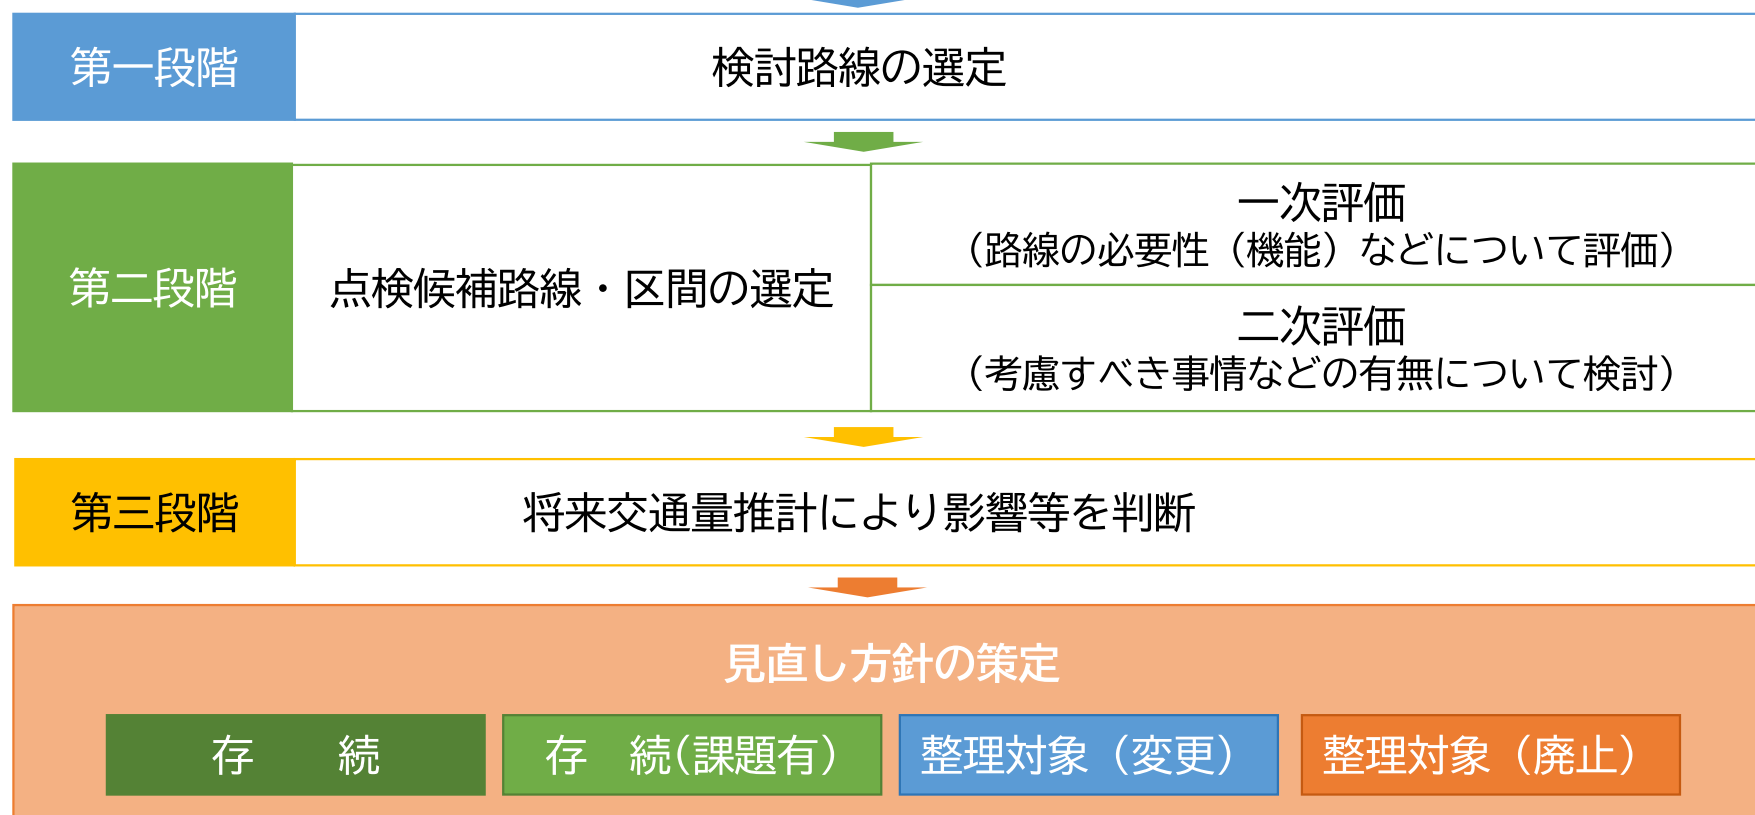 第一段階
検討路線の選定
第二段階
点検候補路線・区間の選定
一次評価
（路線の必要性（機能）などについて評価）
二次評価
（考慮すべき事情などの有無について検討）
第三段階
将来交通量推計により影響等を判断
見直し方針の策定
存　　続
存　続(課題有)
整理対象（変更）
整理対象（廃止）